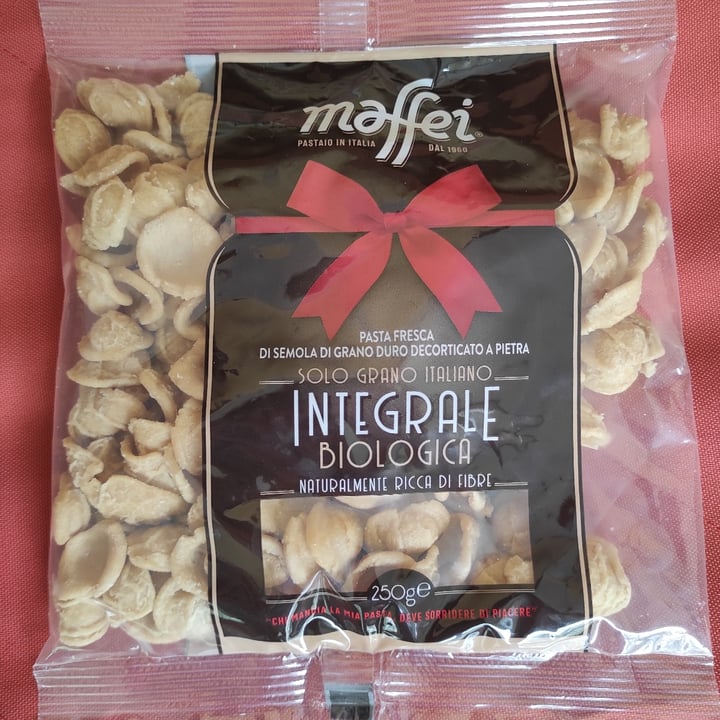 maffei®
PASTAIO IN ITALIA DAL 1960
PASTA FRESCA
DI SEMOLA DI GRANO DURO DECORTICATO A PIETRA
SOLO GRANO ITALIANO
INTEGRALE
BIOLOGICA
NATURALMENTE RICCA DI FIBRE
250g℮
"CHI MANGIA LA MIA PASTA, DEVE SORRIDERE DI PIACERE"